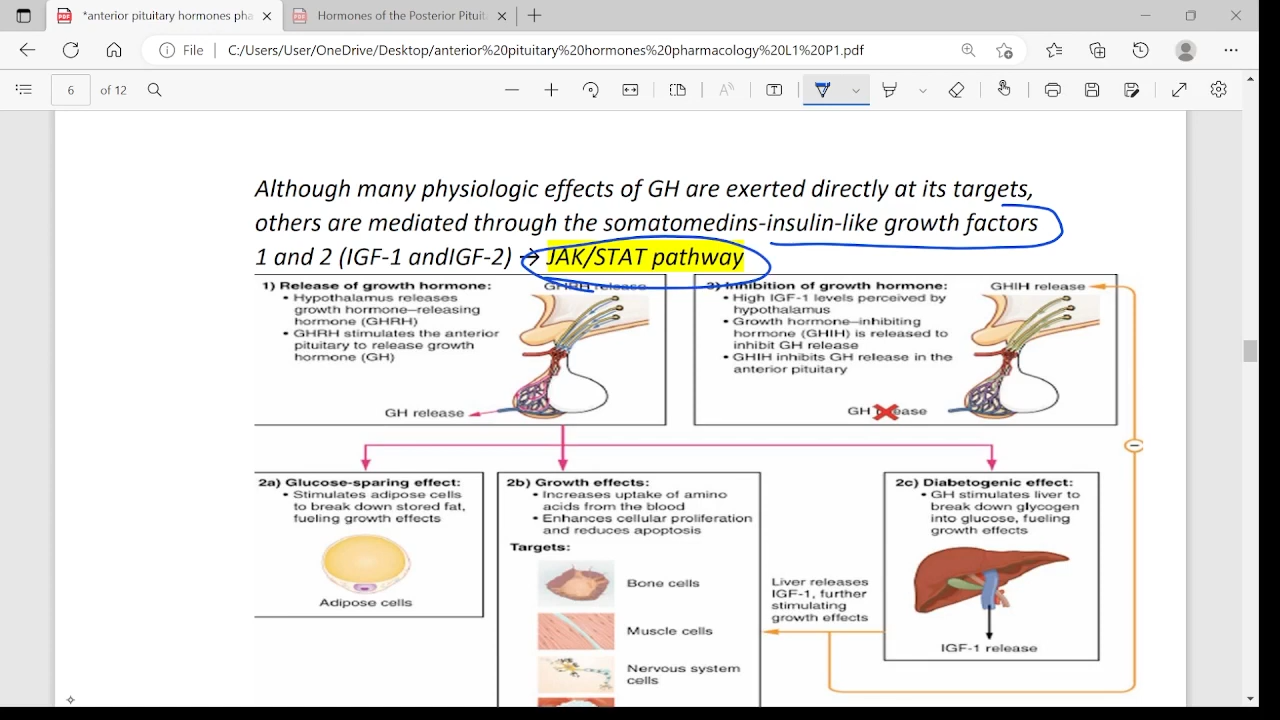 *anterior pituitary hormones pha
Hormones of the Posterior Pituit
File
C:/Users/User/OneDrive/Desktop/anterior%20pituitary%20hormones%20pharmacology%20L1%20P1.pdf
6 of 12
Although many physiologic effects of GH are exerted directly at its targets,
others are mediated through the somatomedins-insulin-like growth factors
1 and 2 (IGF-1 andIGF-2) → JAK/STAT pathway
1) Release of growth hormone:
• Hypothalamus releases
growth hormone–releasing
hormone (GHRH)
• GHRH stimulates the anterior
pituitary to release growth
hormone (GH)
GHRH release
GH release
3) Inhibition of growth hormone:
• High IGF-1 levels perceived by
hypothalamus
• Growth hormone–inhibiting
hormone (GHIH) is released to
inhibit GH release
• GHIH inhibits GH release in the
anterior pituitary
GHIH release
GH release
2a) Glucose-sparing effect:
• Stimulates adipose cells
to break down stored fat,
fueling growth effects
Adipose cells
2b) Growth effects:
• Increases uptake of amino
acids from the blood
• Enhances cellular proliferation
and reduces apoptosis
Targets:
Bone cells
Muscle cells
Nervous system
cells
Liver releases
IGF-1, further
stimulating
growth effects
2c) Diabetogenic effect:
• GH stimulates liver to
break down glycogen
into glucose, fueling
growth effects
IGF-1 release